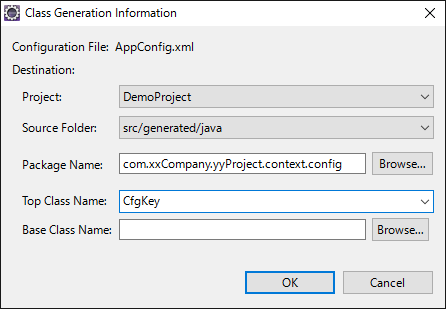 Class Generation Information
Configuration File: AppConfig.xml
Destination:
Project: DemoProject
Source Folder: src/generated/java
Package Name: com.xxCompany.yyProject.context.config Browse...
Top Class Name: CfgKey
Base Class Name: Browse...
OK Cancel